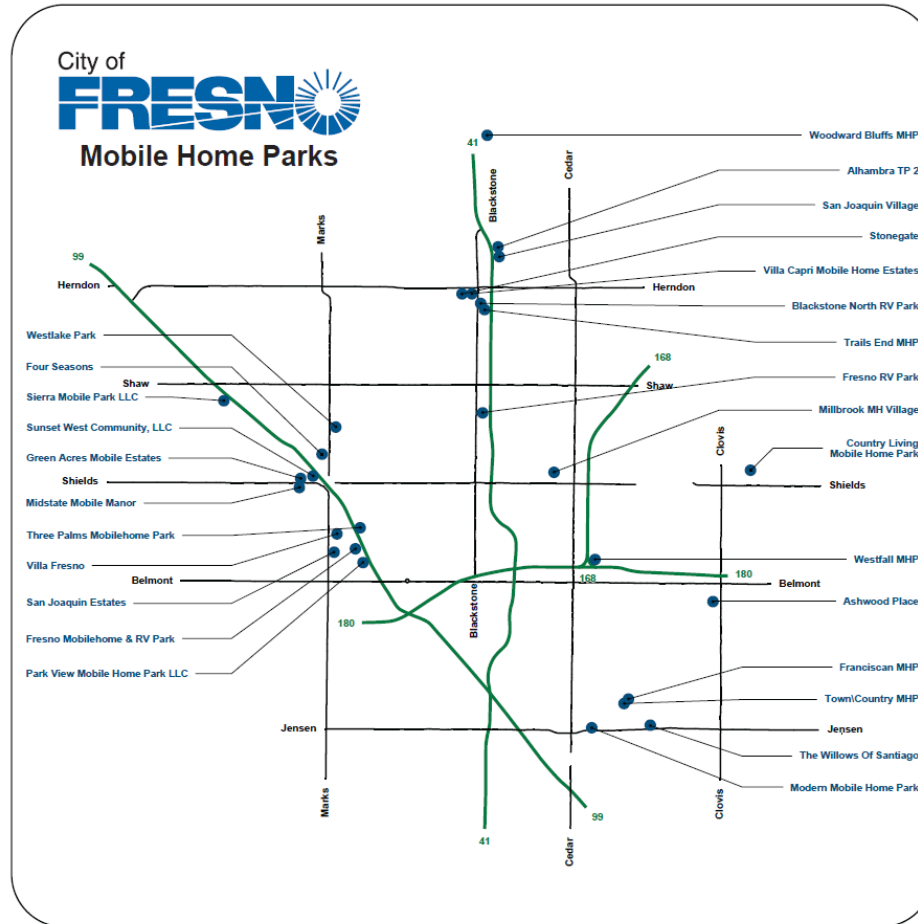 City of
FRESNO
Mobile Home Parks
41
Blackstone
Cedar
Marks
99
Herndon
Herndon
Shaw
Shaw
168
Clovis
Shields
Shields
Belmont
Belmont
180
180
168
Blackstone
Jensen
Jensen
Marks
41
99
Cedar
Clovis
Westlake Park
Four Seasons
Sierra Mobile Park LLC
Sunset West Community, LLC
Green Acres Mobile Estates
Midstate Mobile Manor
Three Palms Mobilehome Park
Villa Fresno
San Joaquin Estates
Fresno Mobilehome & RV Park
Park View Mobile Home Park LLC
Woodward Bluffs MHP
Alhambra TP 2
San Joaquin Village
Stonegate
Villa Capri Mobile Home Estates
Blackstone North RV Park
Trails End MHP
Fresno RV Park
Millbrook MH Village
Country Living
Mobile Home Park
Westfall MHP
Ashwood Place
Franciscan MHP
Town\Country MHP
The Willows Of Santiago
Modern Mobile Home Park